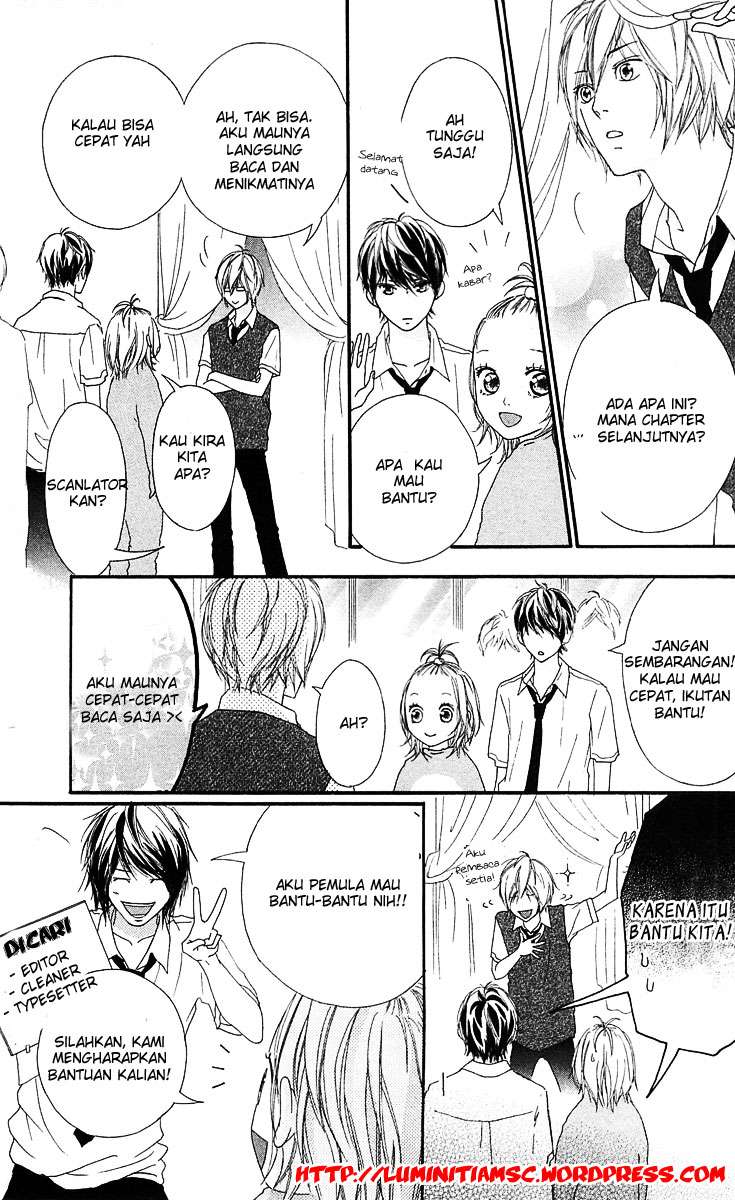 ADA APA INI?
MANA CHAPTER
SELANJUTNYA?
AH
TUNGGU
SAJA!
Selamat
datang
Apa
kabar?
APA KAU
MAU
BANTU?
AH, TAK BISA.
AKU MAUNYA
LANGSUNG
BACA DAN
MENIKMATINYA
KALAU BISA
CEPAT YAH
KAU KIRA
KITA
APA?
SCANLATOR
KAN?
JANGAN
SEMBARANGAN!
KALAU MAU
CEPAT, IKUTAN
BANTU!
AH?
AKU MAUNYA
CEPAT-CEPAT
BACA SAJA ><
KARENA ITU
BANTU KITA!
Aku
Pembaca
setia!
AKU PEMULA MAU
BANTU-BANTU NIH!!
DICARI
- EDITOR
- CLEANER
- TYPESETTER
SILAHKAN, KAMI
MENGHARAPKAN
BANTUAN KALIAN!
HTTP://LUMINITIAMSC.WORDPRESS.COM